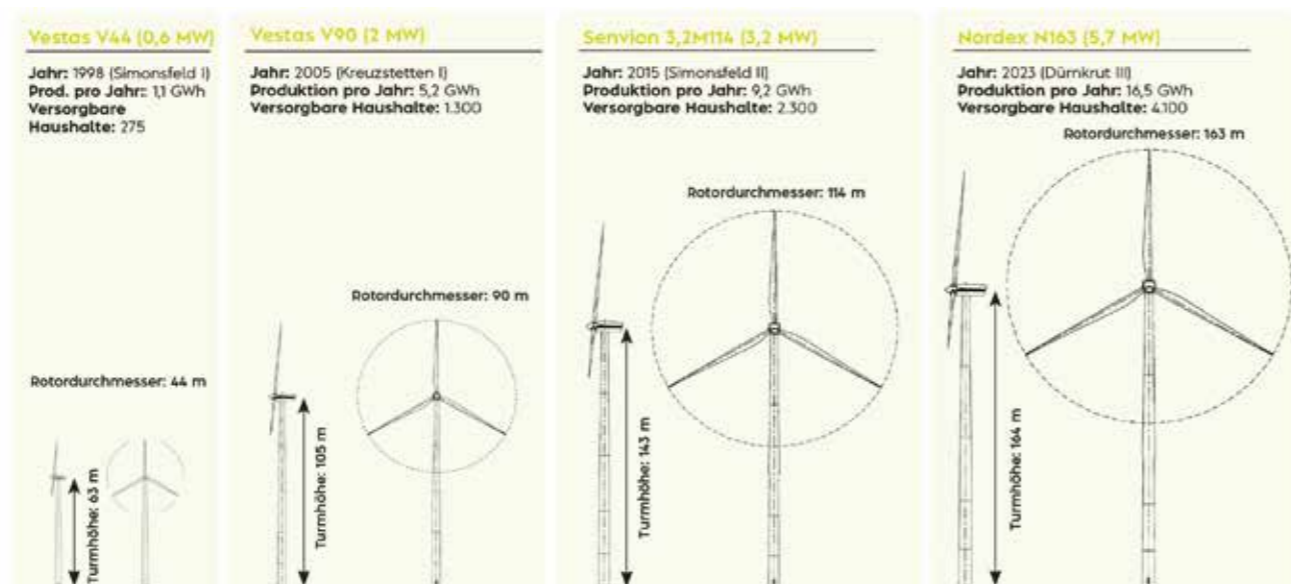 Vestas V44 (0,6 MW)
Jahr: 1998 (Simonsfeld I)
Prod. pro Jahr: 1,1 GWh
Versorgbare
Haushalte: 275
Rotordurchmesser: 44 m
Turmhöhe: 63 m
Vestas V90 (2 MW)
Jahr: 2005 (Kreuzstetten I)
Produktion pro Jahr: 5,2 GWh
Versorgbare Haushalte: 1.300
Rotordurchmesser: 90 m
Turmhöhe: 105 m
Senvion 3,2M114 (3,2 MW)
Jahr: 2015 (Simonsfeld II)
Produktion pro Jahr: 9,2 GWh
Versorgbare Haushalte: 2.300
Rotordurchmesser: 114 m
Turmhöhe: 143 m
Nordex N163 (5,7 MW)
Jahr: 2023 (Dürnkrut III)
Produktion pro Jahr: 16,5 GWh
Versorgbare Haushalte: 4.100
Rotordurchmesser: 163 m
Turmhöhe: 164 m